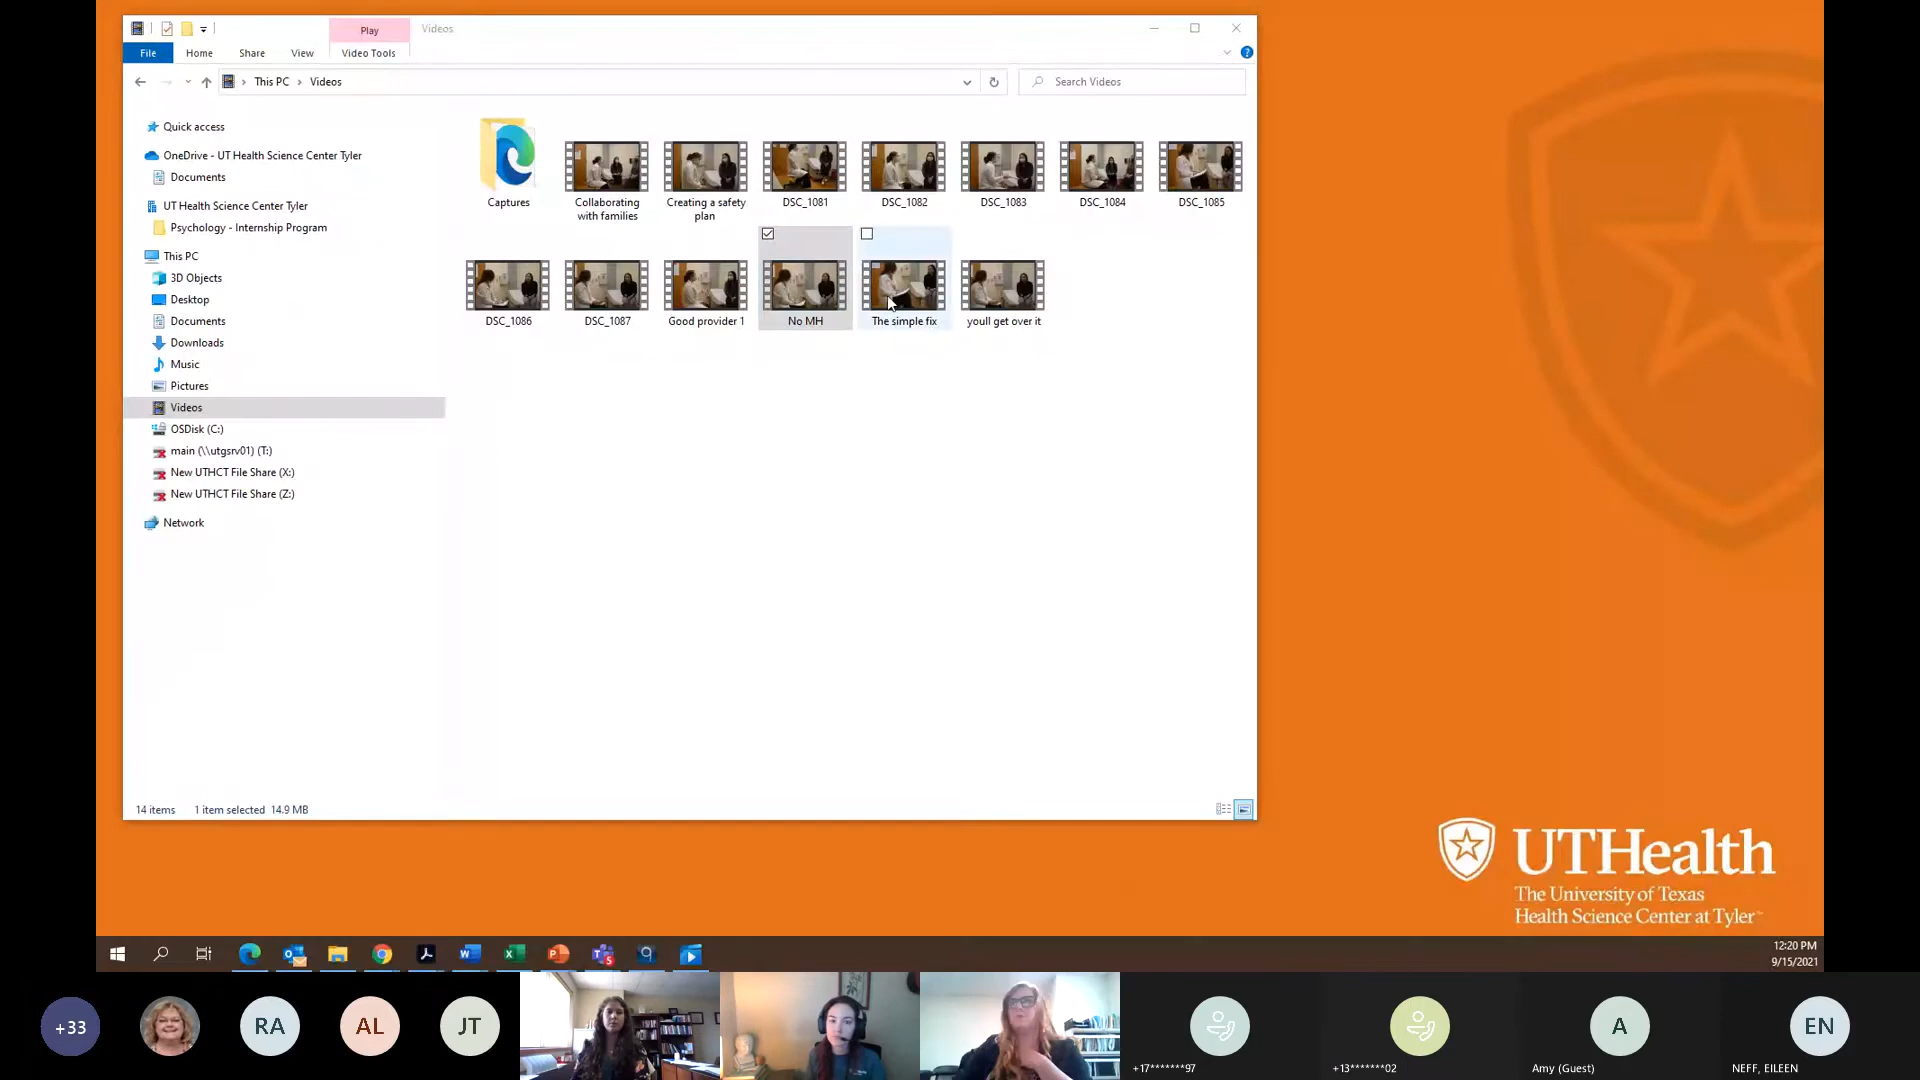 Play
Videos
File
Home
Share
View
Video Tools
This PC
Videos
Search Videos
Quick access
OneDrive - UT Health Science Center Tyler
Documents
UT Health Science Center Tyler
Psychology - Internship Program
This PC
3D Objects
Desktop
Documents
Downloads
Music
Pictures
Videos
OSDisk (C:)
main (\\utgsrv01) (T:)
New UTHCT File Share (X:)
New UTHCT File Share (Z:)
Network
Captures
Collaborating
with families
Creating a safety
plan
DSC_1081
DSC_1082
DSC_1083
DSC_1084
DSC_1085
DSC_1086
DSC_1087
Good provider 1
No MH
The simple fix
youll get over it
14 items
1 item selected 14.9 MB
UTHealth
The University of Texas
Health Science Center at Tyler
12:20 PM
9/15/2021
+33
RA
AL
JT
+17*******97
+13*******02
A
Amy (Guest)
EN
NEFF, EILEEN